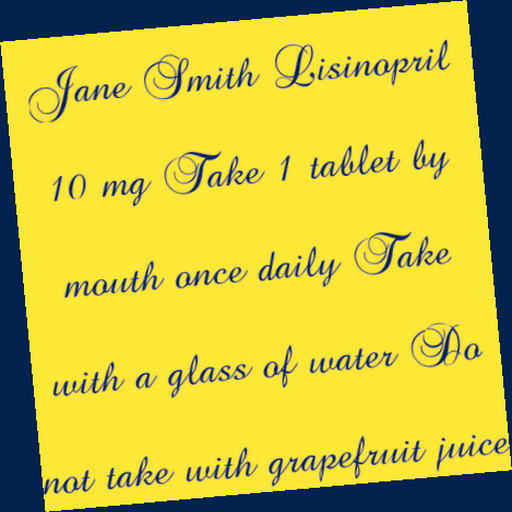 Jane Smith Lisinopril
10 mg Take 1 tablet by
mouth once daily Take
with a glass of water Do
not take with grapefruit juice